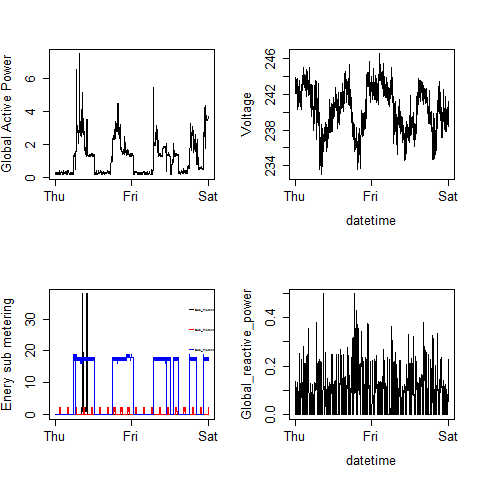 Global Active Power
0 2 4 6
Thu Fri Sat
Voltage
234 238 242 246
Thu Fri Sat
datetime
Enery sub metering
0 10 20 30
Thu Fri Sat
Global_reactive_power
0.0 0.2 0.4
Thu Fri Sat
datetime